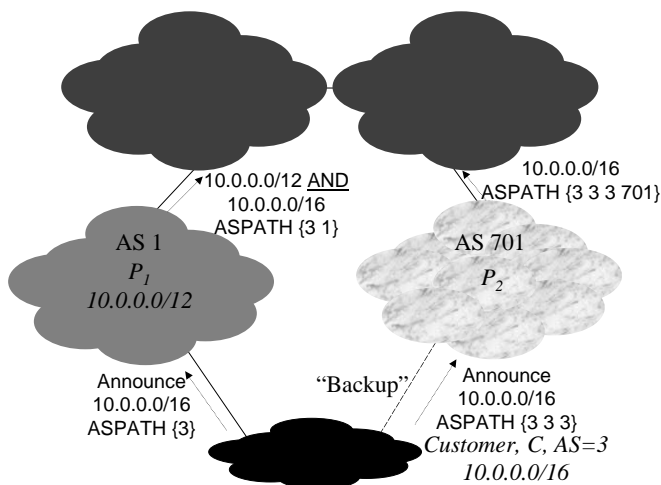 10.0.0.0/12 AND
10.0.0.0/16
ASPATH {3 1}
10.0.0.0/16
ASPATH {3 3 3 701}
AS 1
P1
10.0.0.0/12
AS 701
P2
Announce
10.0.0.0/16
ASPATH {3}
“Backup”
Announce
10.0.0.0/16
ASPATH {3 3 3}
Customer, C, AS=3
10.0.0.0/16